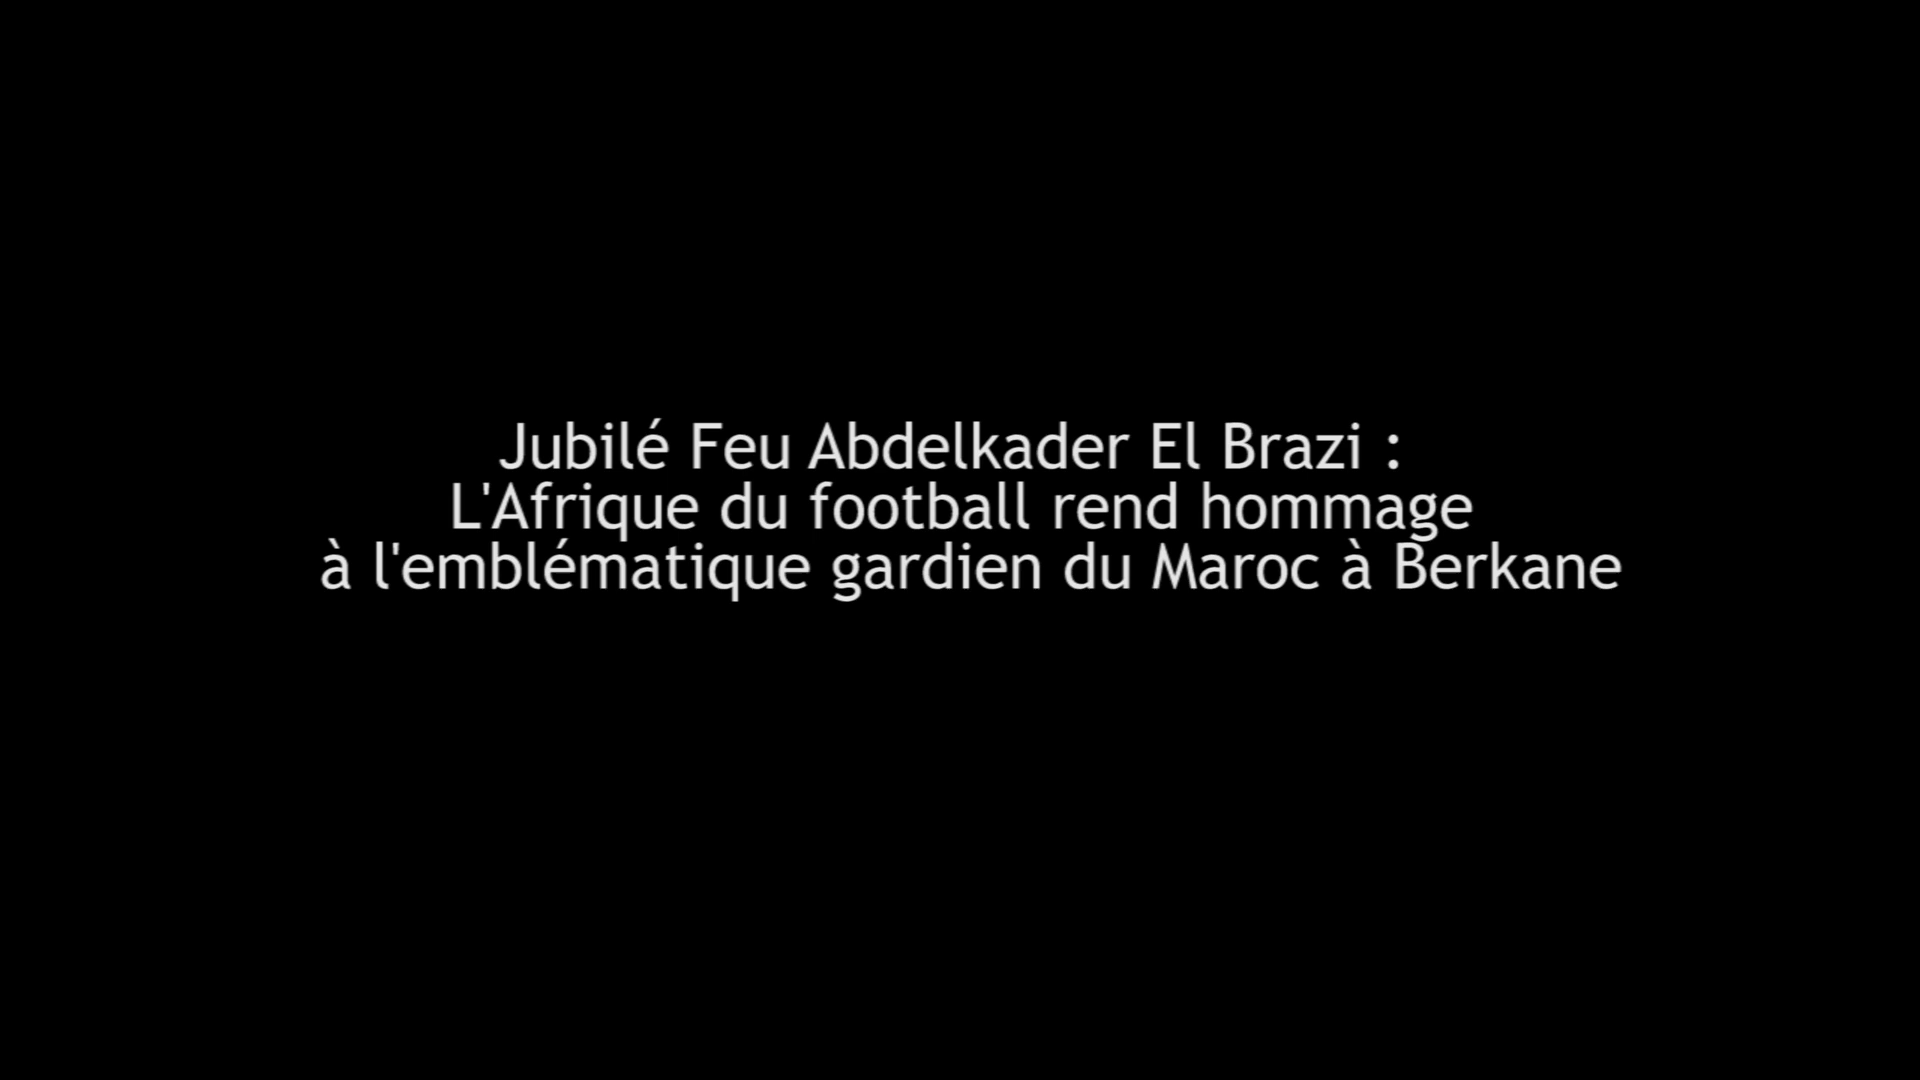 Jubilé Feu Abdelkader El Brazi :
L'Afrique du football rend hommage
à l'emblématique gardien du Maroc à Berkane